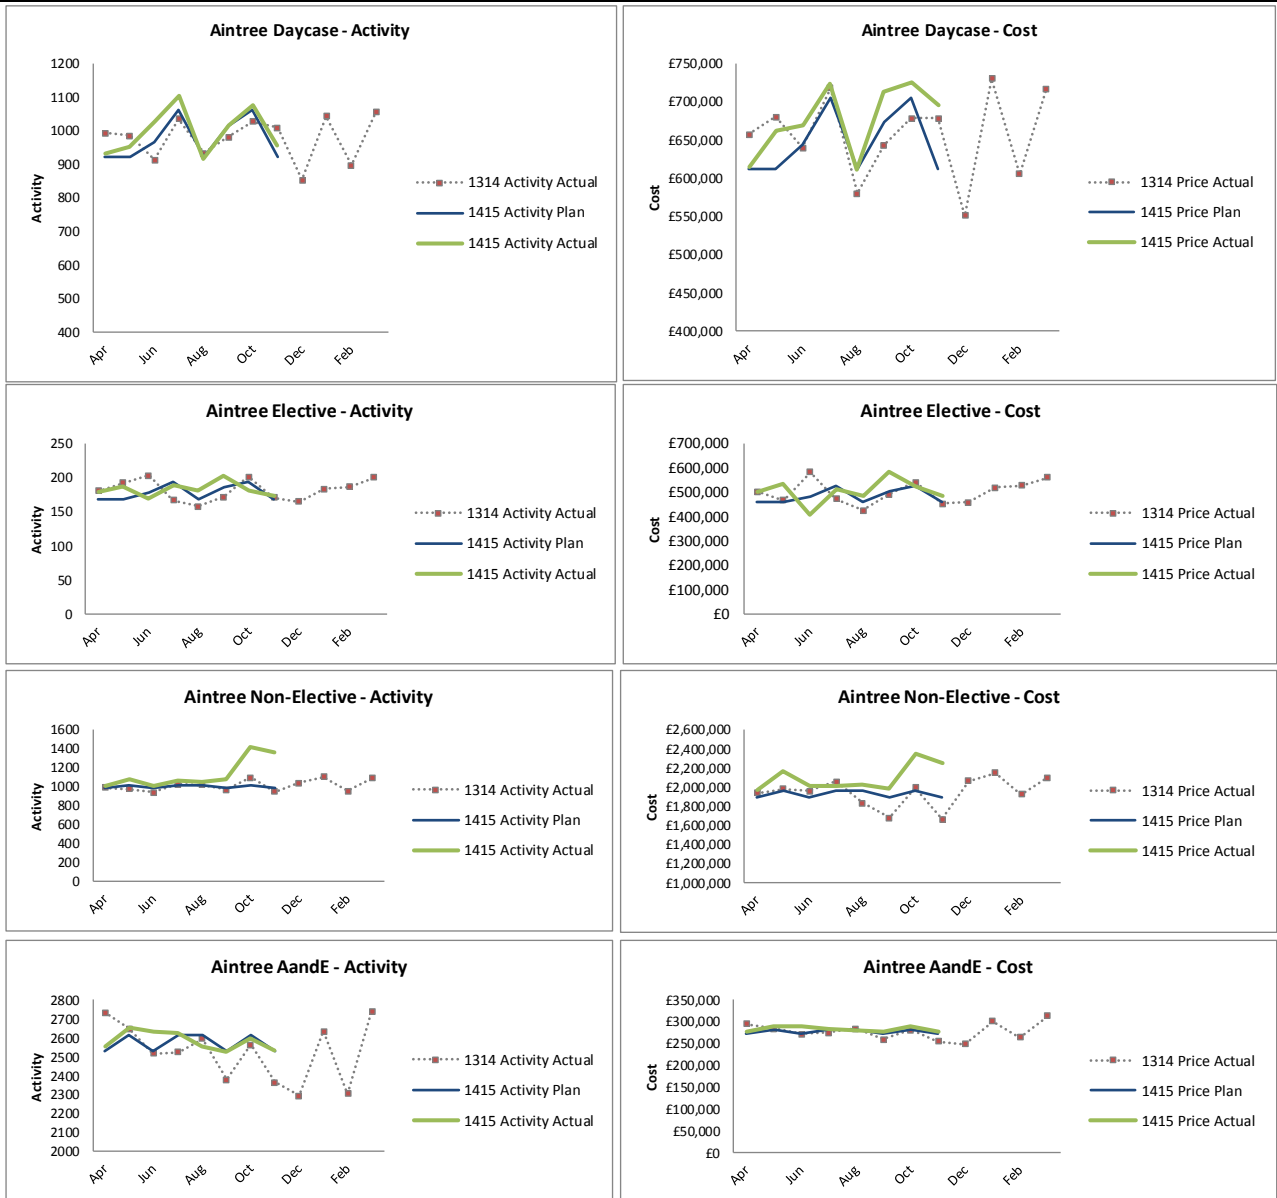 Aintree Daycase - Activity
1200
1100
1000
900
800
700
600
500
400
Activity
Apr
Jun
Aug
Oct
Dec
Feb
1314 Activity Actual
1415 Activity Plan
1415 Activity Actual
Aintree Daycase - Cost
£750,000
£700,000
£650,000
£600,000
£550,000
£500,000
£450,000
£400,000
Cost
Apr
Jun
Aug
Oct
Dec
Feb
1314 Price Actual
1415 Price Plan
1415 Price Actual
Aintree Elective - Activity
250
200
150
100
50
0
Activity
Apr
Jun
Aug
Oct
Dec
Feb
1314 Activity Actual
1415 Activity Plan
1415 Activity Actual
Aintree Elective - Cost
£700,000
£600,000
£500,000
£400,000
£300,000
£200,000
£100,000
£0
Cost
Apr
Jun
Aug
Oct
Dec
Feb
1314 Price Actual
1415 Price Plan
1415 Price Actual
Aintree Non-Elective - Activity
1600
1400
1200
1000
800
600
400
200
0
Activity
Apr
Jun
Aug
Oct
Dec
Feb
1314 Activity Actual
1415 Activity Plan
1415 Activity Actual
Aintree Non-Elective - Cost
£2,600,000
£2,400,000
£2,200,000
£2,000,000
£1,800,000
£1,600,000
£1,400,000
£1,200,000
£1,000,000
Cost
Apr
Jun
Aug
Oct
Dec
Feb
1314 Price Actual
1415 Price Plan
1415 Price Actual
Aintree AandE - Activity
2800
2700
2600
2500
2400
2300
2200
2100
2000
Activity
Apr
Jun
Aug
Oct
Dec
Feb
1314 Activity Actual
1415 Activity Plan
1415 Activity Actual
Aintree AandE - Cost
£350,000
£300,000
£250,000
£200,000
£150,000
£100,000
£50,000
£0
Cost
Apr
Jun
Aug
Oct
Dec
Feb
1314 Price Actual
1415 Price Plan
1415 Price Actual